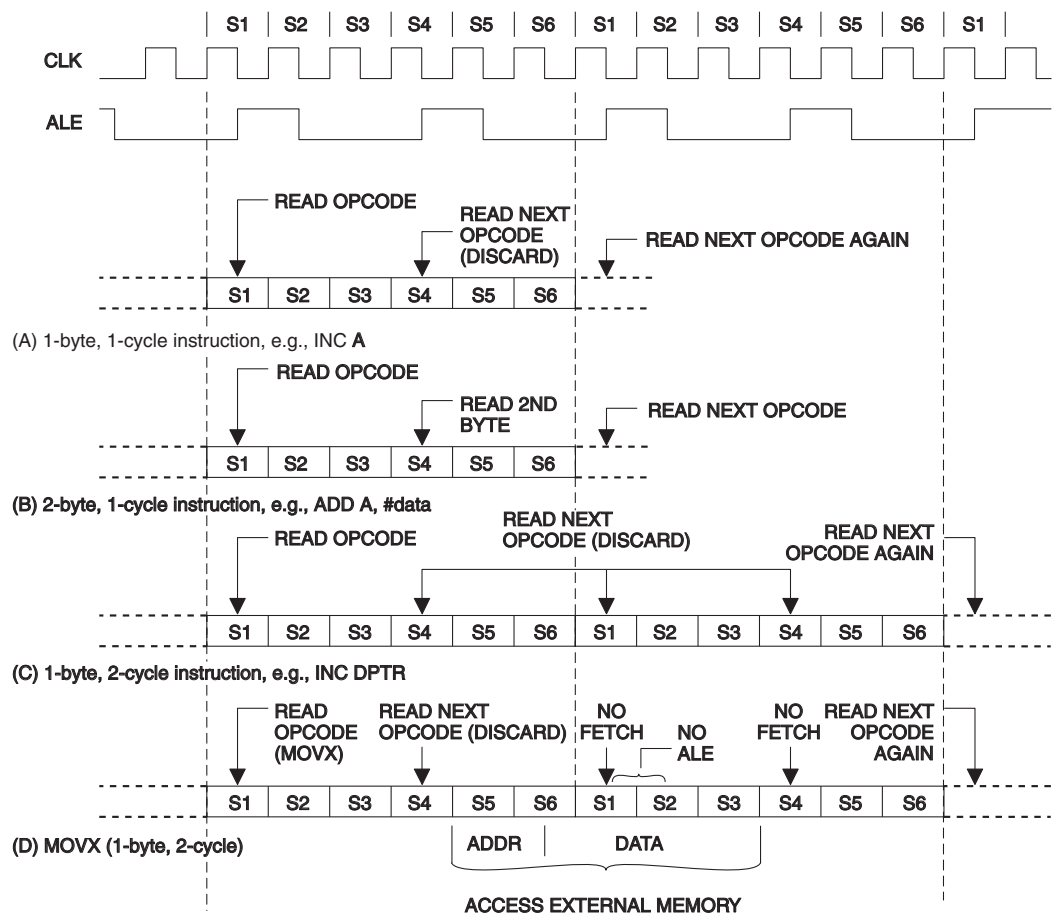 S1 S2 S3 S4 S5 S6 S1 S2 S3 S4 S5 S6 S1
CLK
ALE
READ OPCODE
READ NEXT
OPCODE
(DISCARD)
READ NEXT OPCODE AGAIN
S1 S2 S3 S4 S5 S6
(A) 1-byte, 1-cycle instruction, e.g., INC A
READ OPCODE
READ 2ND
BYTE
READ NEXT OPCODE
S1 S2 S3 S4 S5 S6
(B) 2-byte, 1-cycle instruction, e.g., ADD A, #data
READ OPCODE
READ NEXT
OPCODE (DISCARD)
READ NEXT
OPCODE AGAIN
S1 S2 S3 S4 S5 S6 S1 S2 S3 S4 S5 S6
(C) 1-byte, 2-cycle instruction, e.g., INC DPTR
READ
OPCODE
(MOVX)
READ NEXT
OPCODE (DISCARD)
NO
FETCH
NO
ALE
NO
FETCH
READ NEXT
OPCODE
AGAIN
S1 S2 S3 S4 S5 S6 S1 S2 S3 S4 S5 S6
(D) MOVX (1-byte, 2-cycle)
ADDR DATA
ACCESS EXTERNAL MEMORY